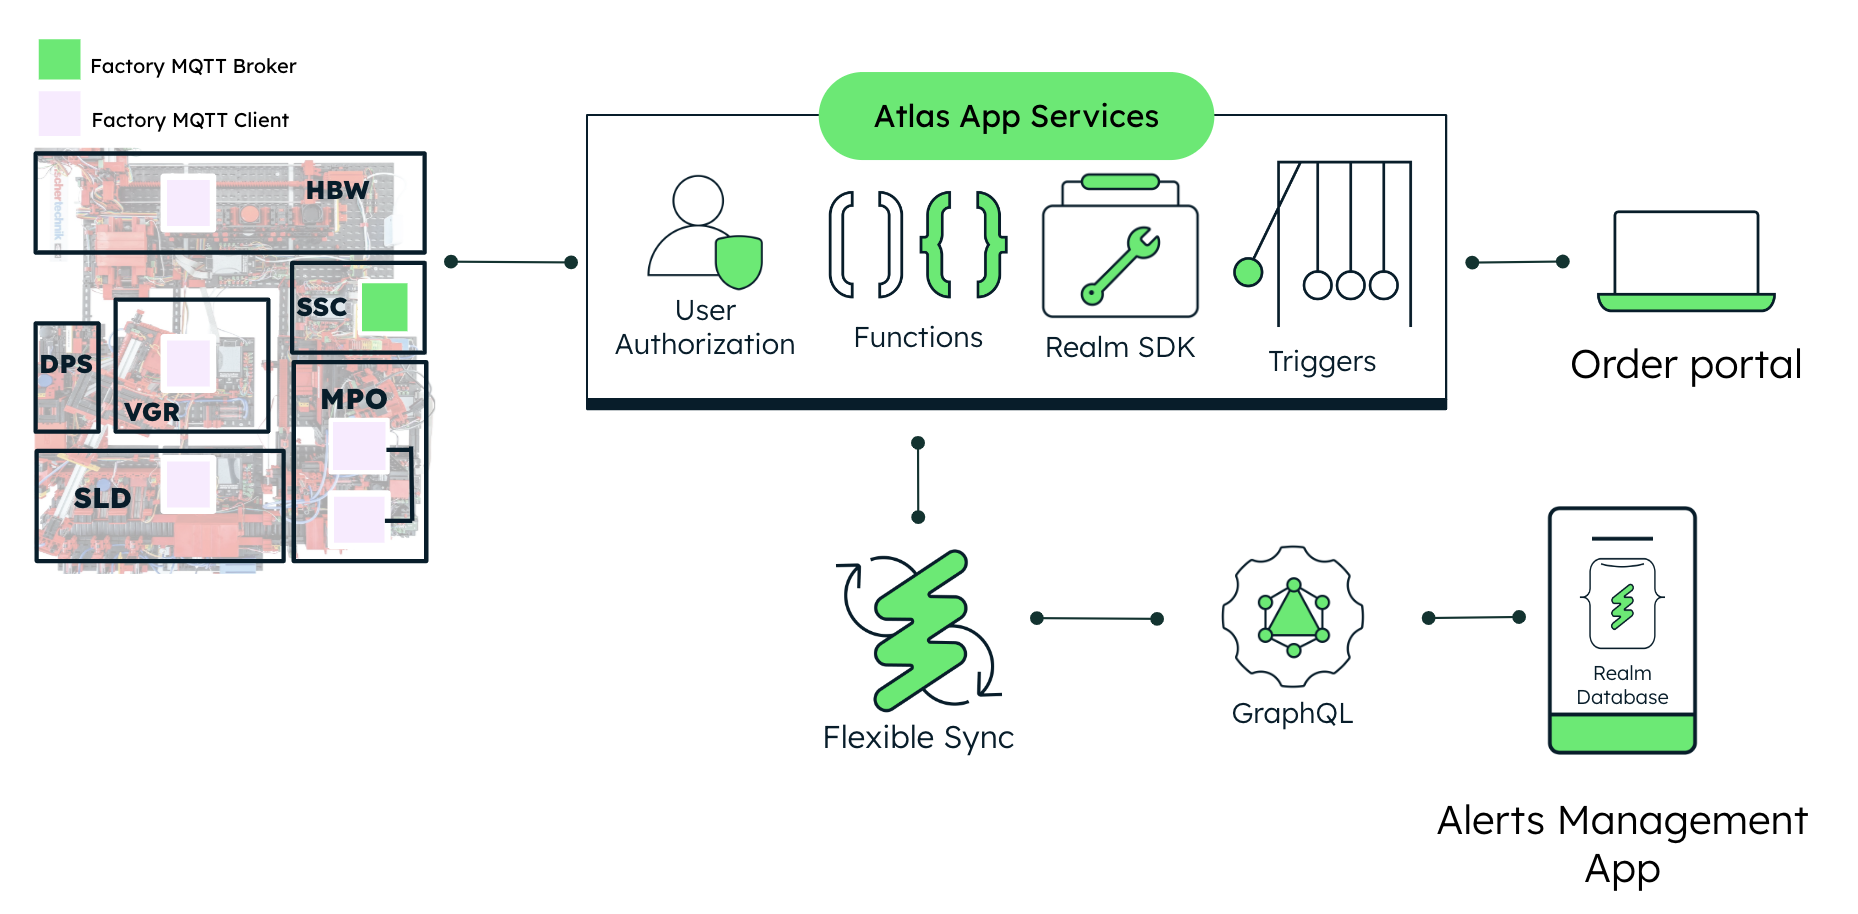 Factory MQTT Broker
Factory MQTT Client
HBW
SSC
DPS
VGR
MPO
SLD
Atlas App Services
User
Authorization
Functions
Realm SDK
Triggers
Order portal
Flexible Sync
GraphQL
Realm
Database
Alerts Management
App